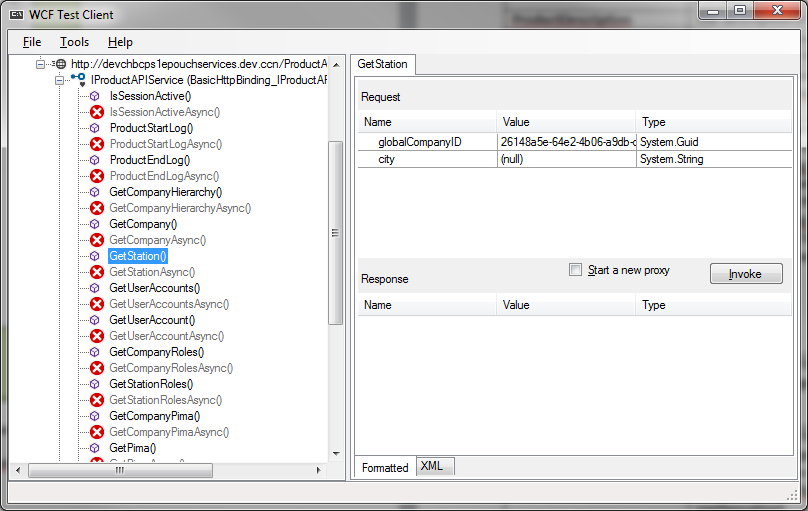 ProductDescription
WCF Test Client
File Tools Help
http://devchbcps1epouchservices.dev.ccn/ProductA
IProductAPIService (BasicHttpBinding_IProductAP
IsSessionActive()
IsSessionActiveAsync()
ProductStartLog()
ProductStartLogAsync()
ProductEndLog()
ProductEndLogAsync()
GetCompanyHierarchy()
GetCompanyHierarchyAsync()
GetCompany()
GetCompanyAsync()
GetStation()
GetStationAsync()
GetUserAccounts()
GetUserAccountsAsync()
GetUserAccount()
GetUserAccountAsync()
GetCompanyRoles()
GetCompanyRolesAsync()
GetStationRoles()
GetStationRolesAsync()
GetCompanyPima()
GetCompanyPimaAsync()
GetPima()
GetStation
Request
Name Value Type
globalCompanyID 26148a5e-64e2-4b06-a9db-c System.Guid
city (null) System.String
Start a new proxy
Invoke
Response
Name Value Type
Formatted XML